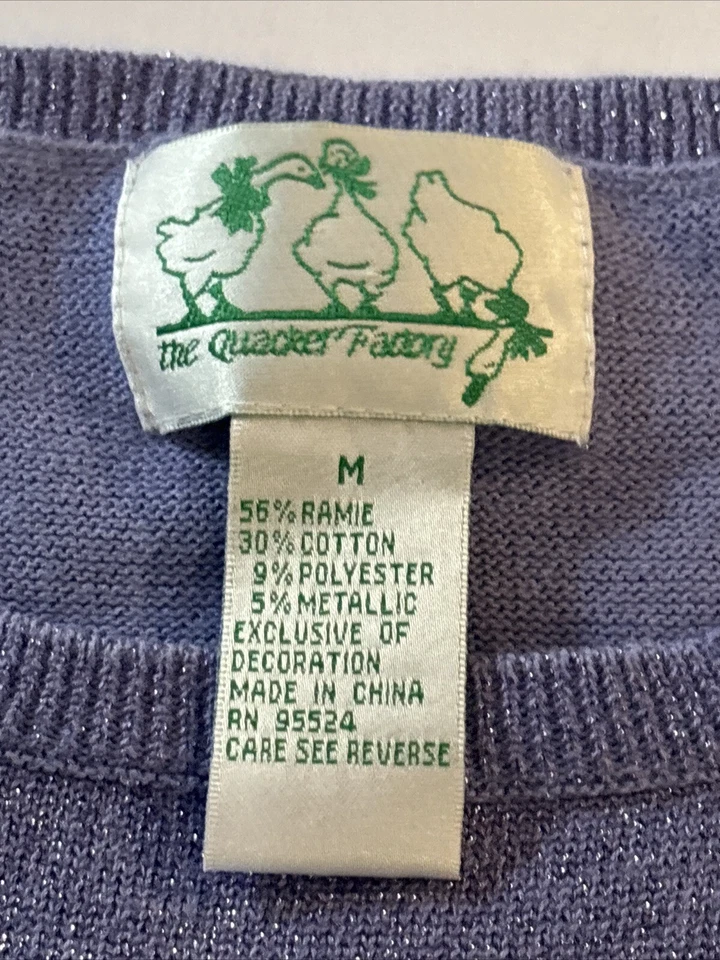 the Quacker Factory
M
56% RAMIE
30% COTTON
9% POLYESTER
5% METALLIC
EXCLUSIVE OF
DECORATION
MADE IN CHINA
RN 95524
CARE SEE REVERSE